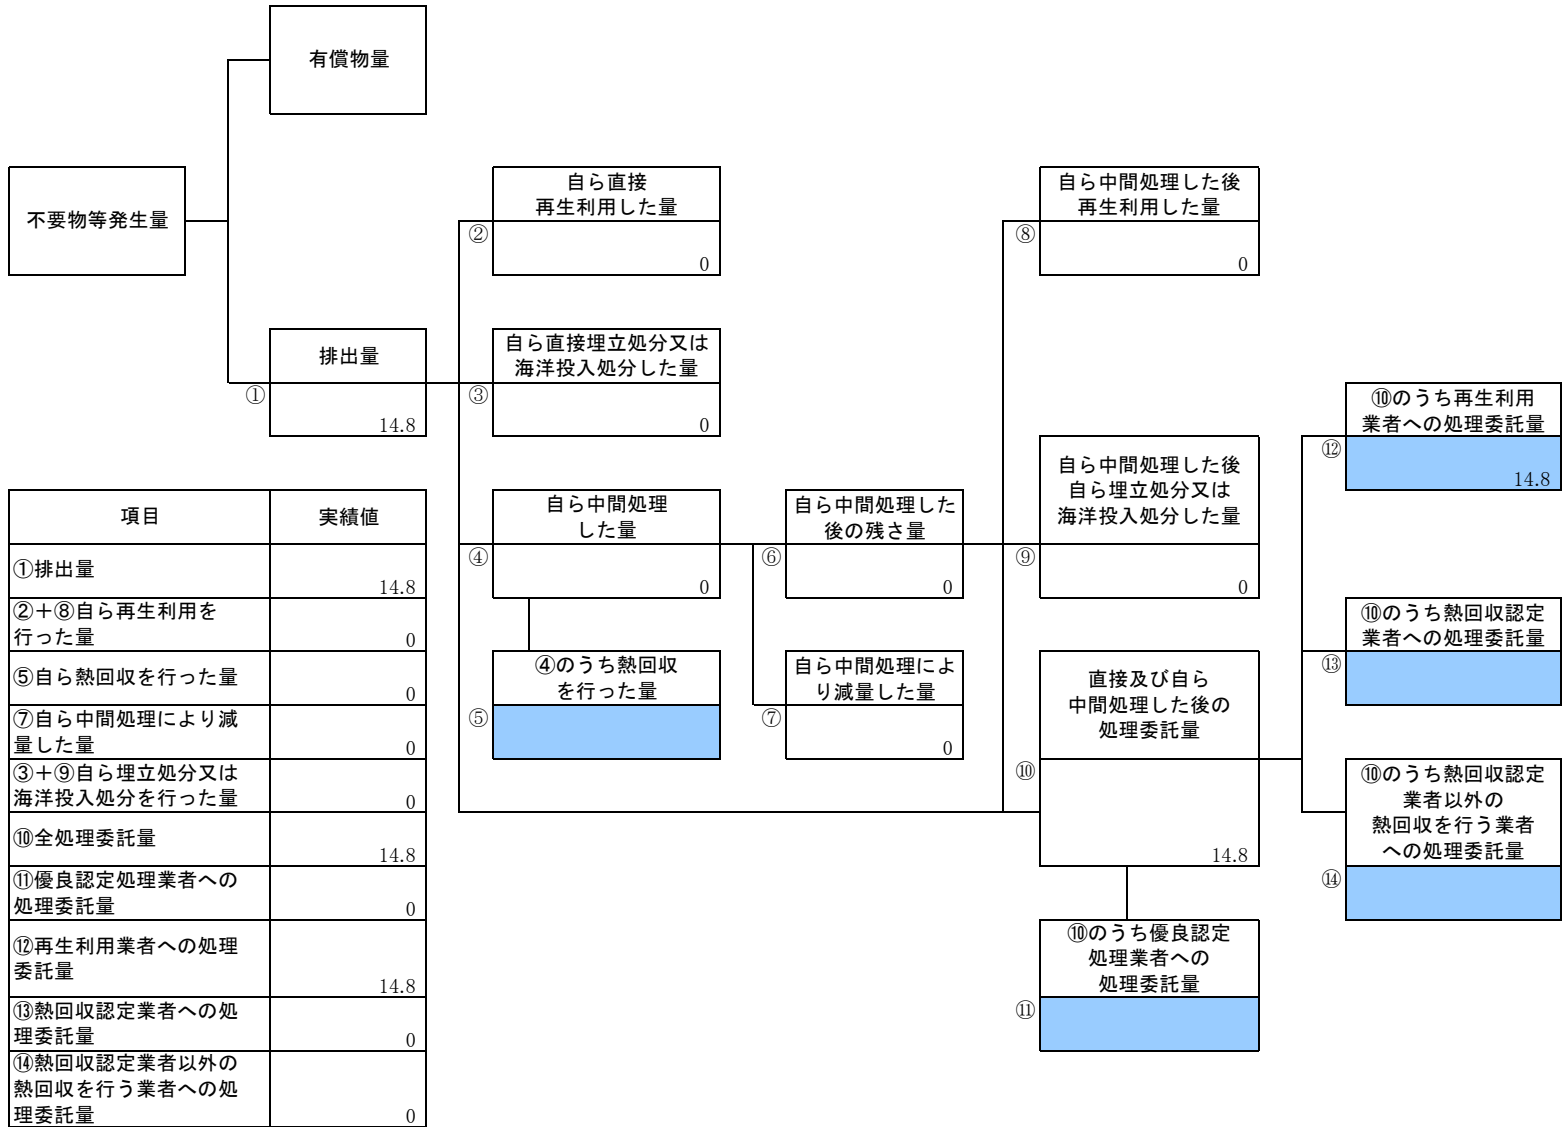 有償物量
不要物等発生量
自ら直接
再生利用した量
②
0
自ら中間処理した後
再生利用した量
⑧
0
排出量
①
14.8
自ら直接埋立処分又は
海洋投入処分した量
③
0
⑩のうち再生利用
業者への処理委託量
⑫
14.8
自ら中間処理
した量
④
0
自ら中間処理した
後の残さ量
⑥
0
自ら中間処理した後
自ら埋立処分又は
海洋投入処分した量
⑨
0
⑩のうち熱回収認定
業者への処理委託量
⑬
④のうち熱回収
を行った量
⑤
自ら中間処理によ
り減量した量
⑦
0
直接及び自ら
中間処理した後の
処理委託量
⑩
14.8
⑩のうち熱回収認定
業者以外の
熱回収を行う業者
への処理委託量
⑭
⑩のうち優良認定
処理業者への
処理委託量
⑪
項目 実績値
①排出量
14.8
②＋⑧自ら再生利用を
行った量
0
⑤自ら熱回収を行った量
0
⑦自ら中間処理により減
量した量
0
③＋⑨自ら埋立処分又は
海洋投入処分を行った量
0
⑩全処理委託量
14.8
⑪優良認定処理業者への
処理委託量
0
⑫再生利用業者への処理
委託量
14.8
⑬熱回収認定業者への処
理委託量
0
⑭熱回収認定業者以外の
熱回収を行う業者への処
理委託量
0